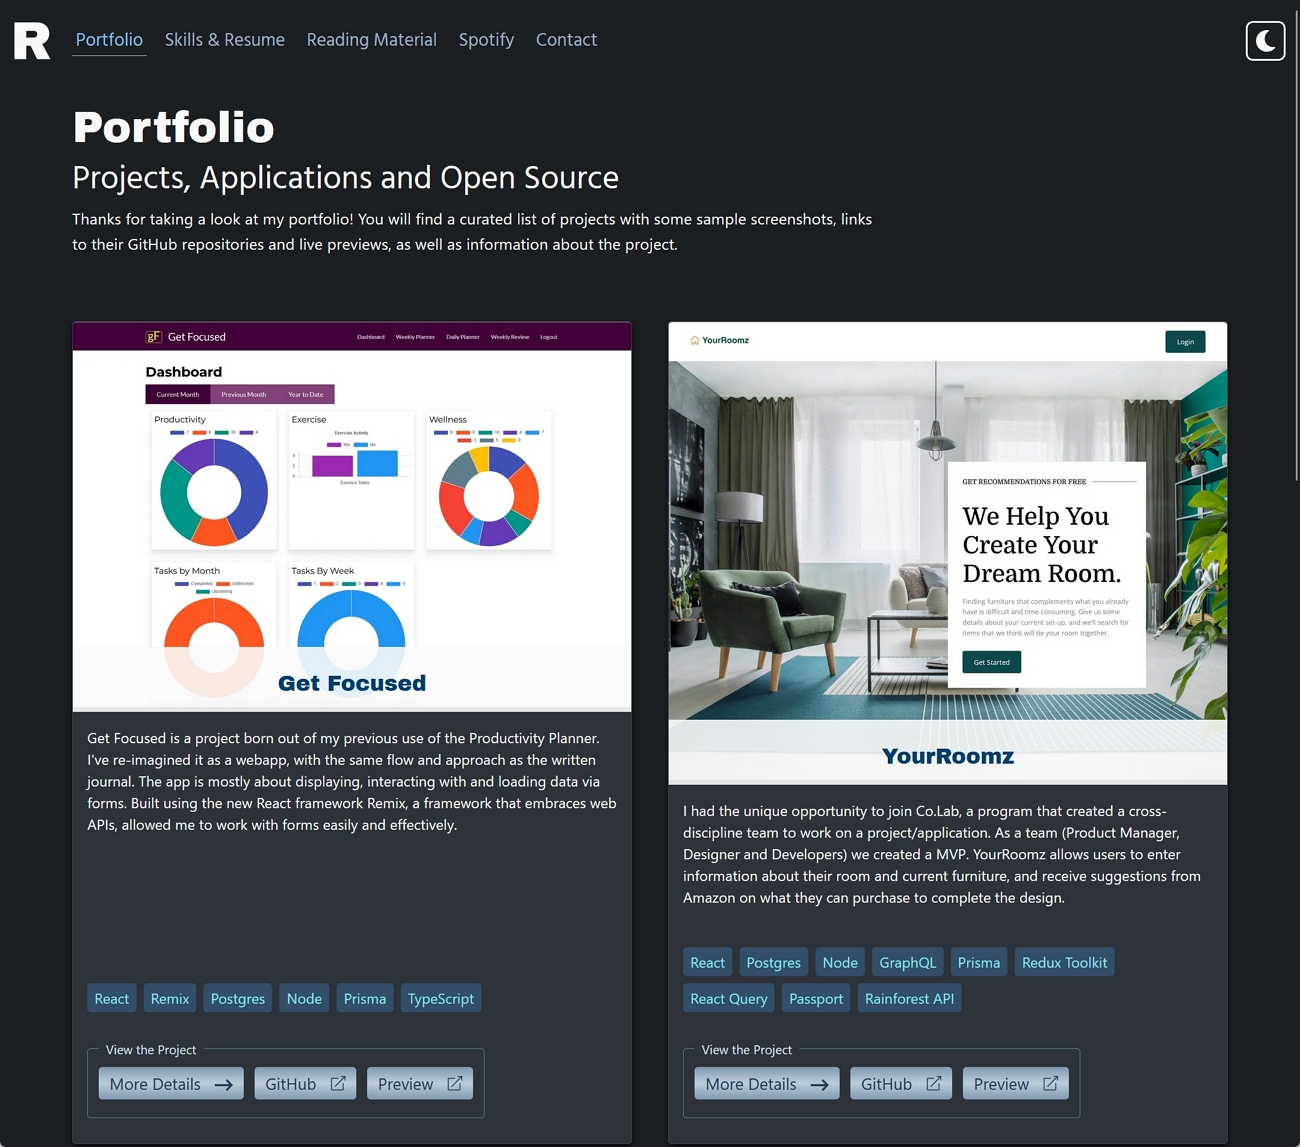 R
Portfolio
Skills & Resume
Reading Material
Spotify
Contact
Portfolio
Projects, Applications and Open Source
Thanks for taking a look at my portfolio! You will find a curated list of projects with some sample screenshots, links
to their GitHub repositories and live previews, as well as information about the project.
gF Get Focused
Dashboard
Weekly Planner
Daily Planner
Weekly Review
Logout
Dashboard
Current Month
Previous Month
Year to Date
Productivity
Exercise
Exercise Activity
Yes
No
Exercise Totals
Wellness
Tasks by Month
Completed
Unfinished
Upcoming
Tasks By Week
Get Focused
Get Focused is a project born out of my previous use of the Productivity Planner.
I've re-imagined it as a webapp, with the same flow and approach as the written
journal. The app is mostly about displaying, interacting with and loading data via
forms. Built using the new React framework Remix, a framework that embraces web
APIs, allowed me to work with forms easily and effectively.
React
Remix
Postgres
Node
Prisma
TypeScript
View the Project
More Details
GitHub
Preview
YourRoomz
Login
GET RECOMMENDATIONS FOR FREE
We Help You
Create Your
Dream Room.
Finding furniture that complements what you already
have is difficult and time-consuming. Give us some
details about your current set-up, and we'll search for
items that we think will tie your room together.
Get Started
YourRoomz
I had the unique opportunity to join Co.Lab, a program that created a cross-
discipline team to work on a project/application. As a team (Product Manager,
Designer and Developers) we created a MVP. YourRoomz allows users to enter
information about their room and current furniture, and receive suggestions from
Amazon on what they can purchase to complete the design.
React
Postgres
Node
GraphQL
Prisma
Redux Toolkit
React Query
Passport
Rainforest API
View the Project
More Details
GitHub
Preview